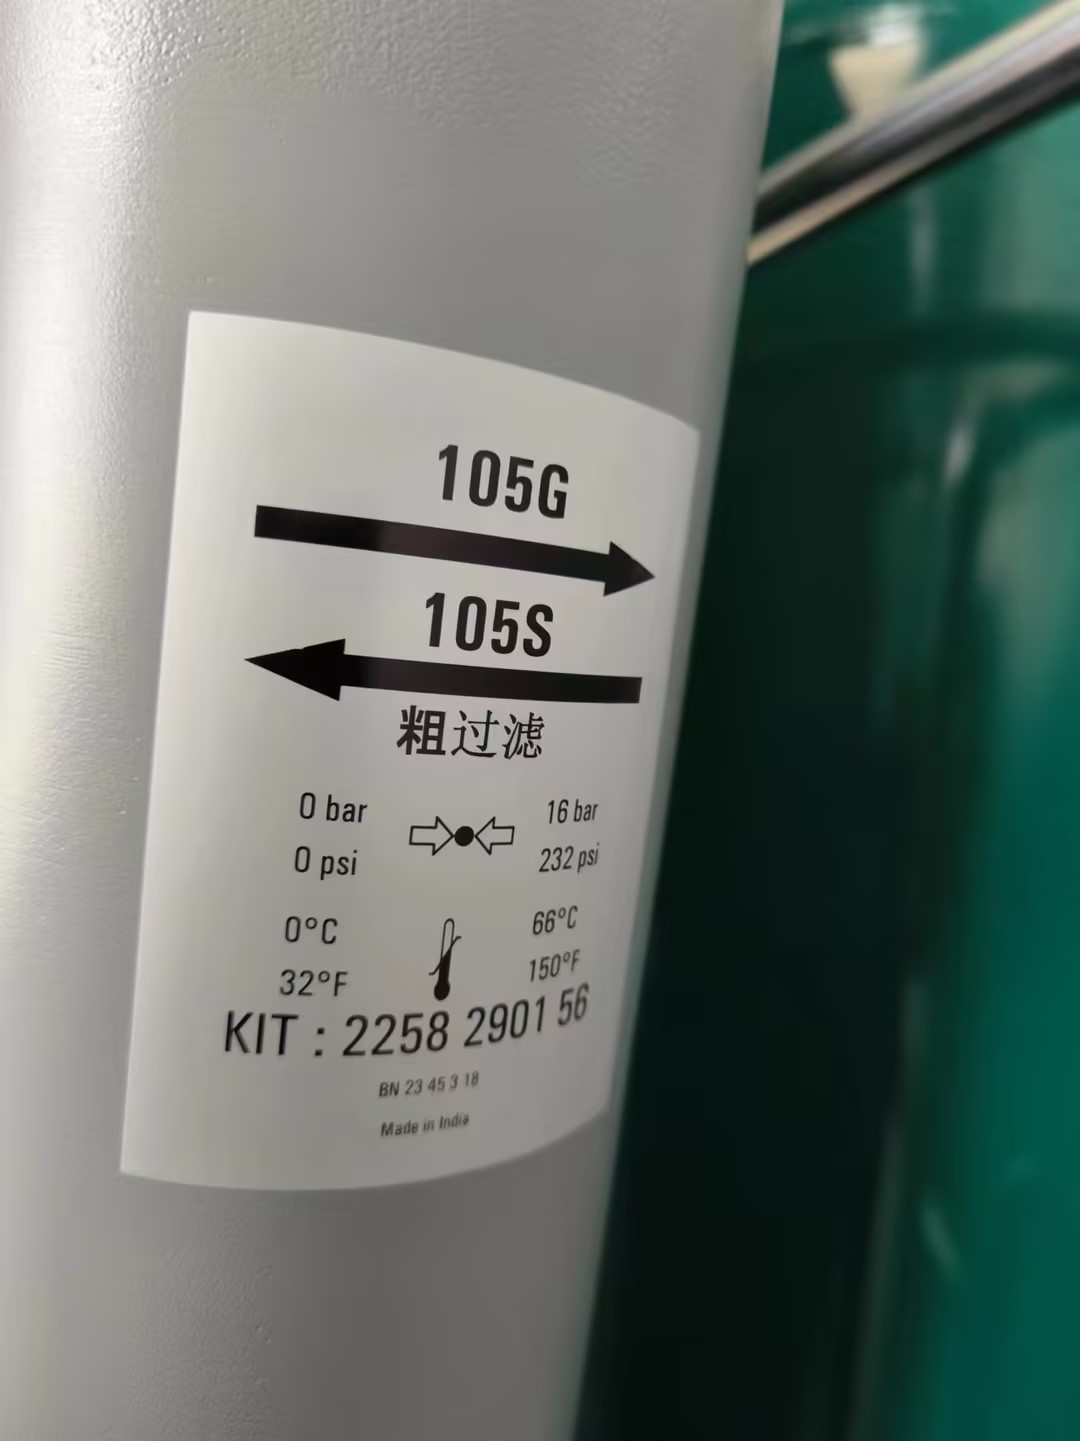 105G
105S
粗过滤
0 bar 16 bar
0 psi 232 psi
0°C 66°C
32°F 150°F
KIT : 2258 2901 56
BN 23 45 3 18
Made in India